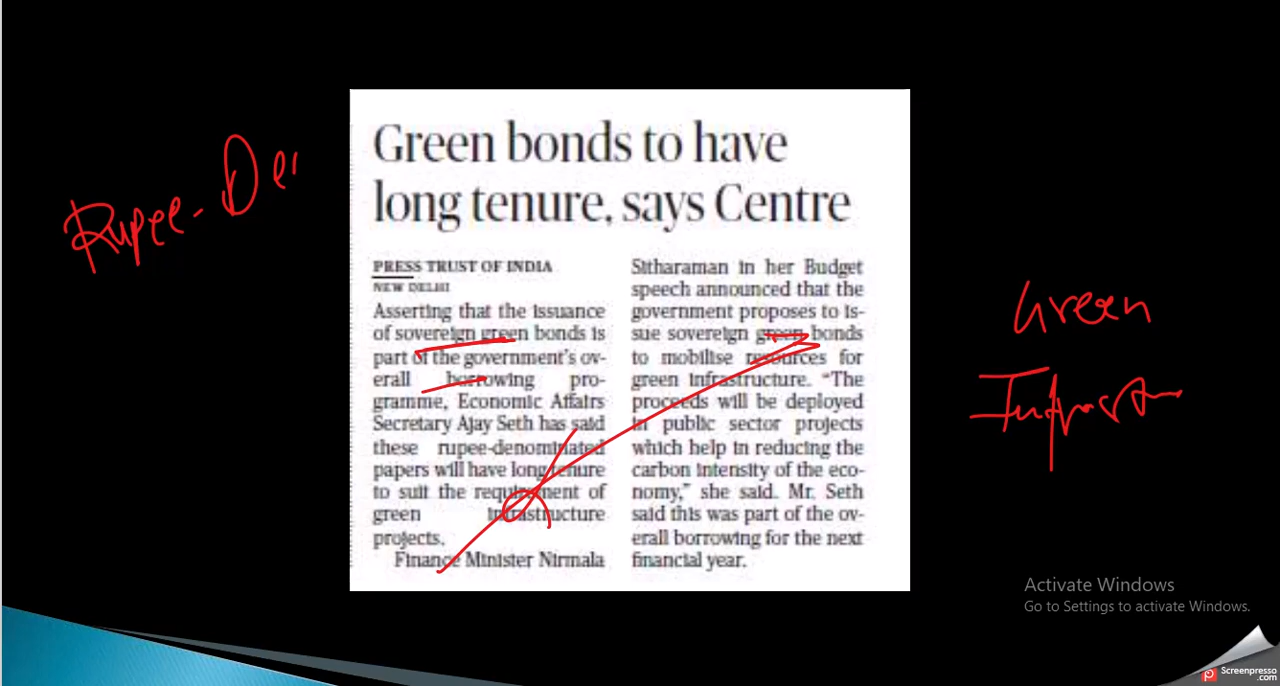 Rupee-Den
Green bonds to have
long tenure, says Centre
PRESS TRUST OF INDIA
NEW DELHI
Asserting that the issuance
of sovereign green bonds is
part of the government's ov-
erall borrowing pro-
gramme, Economic Affairs
Secretary Ajay Seth has said
these rupee-denominated
papers will have long tenure
to suit the requirement of
green infrastructure
projects.
Finance Minister Nirmala
Sitharaman in her Budget
speech announced that the
government proposes to is-
sue sovereign green bonds
to mobilise resources for
green infrastructure. “The
proceeds will be deployed
in public sector projects
which help in reducing the
carbon intensity of the eco-
nomy,” she said. Mr. Seth
said this was part of the ov-
erall borrowing for the next
financial year.
Green
Activate Windows
Go to Settings to activate Windows.
Screenpresso
.com